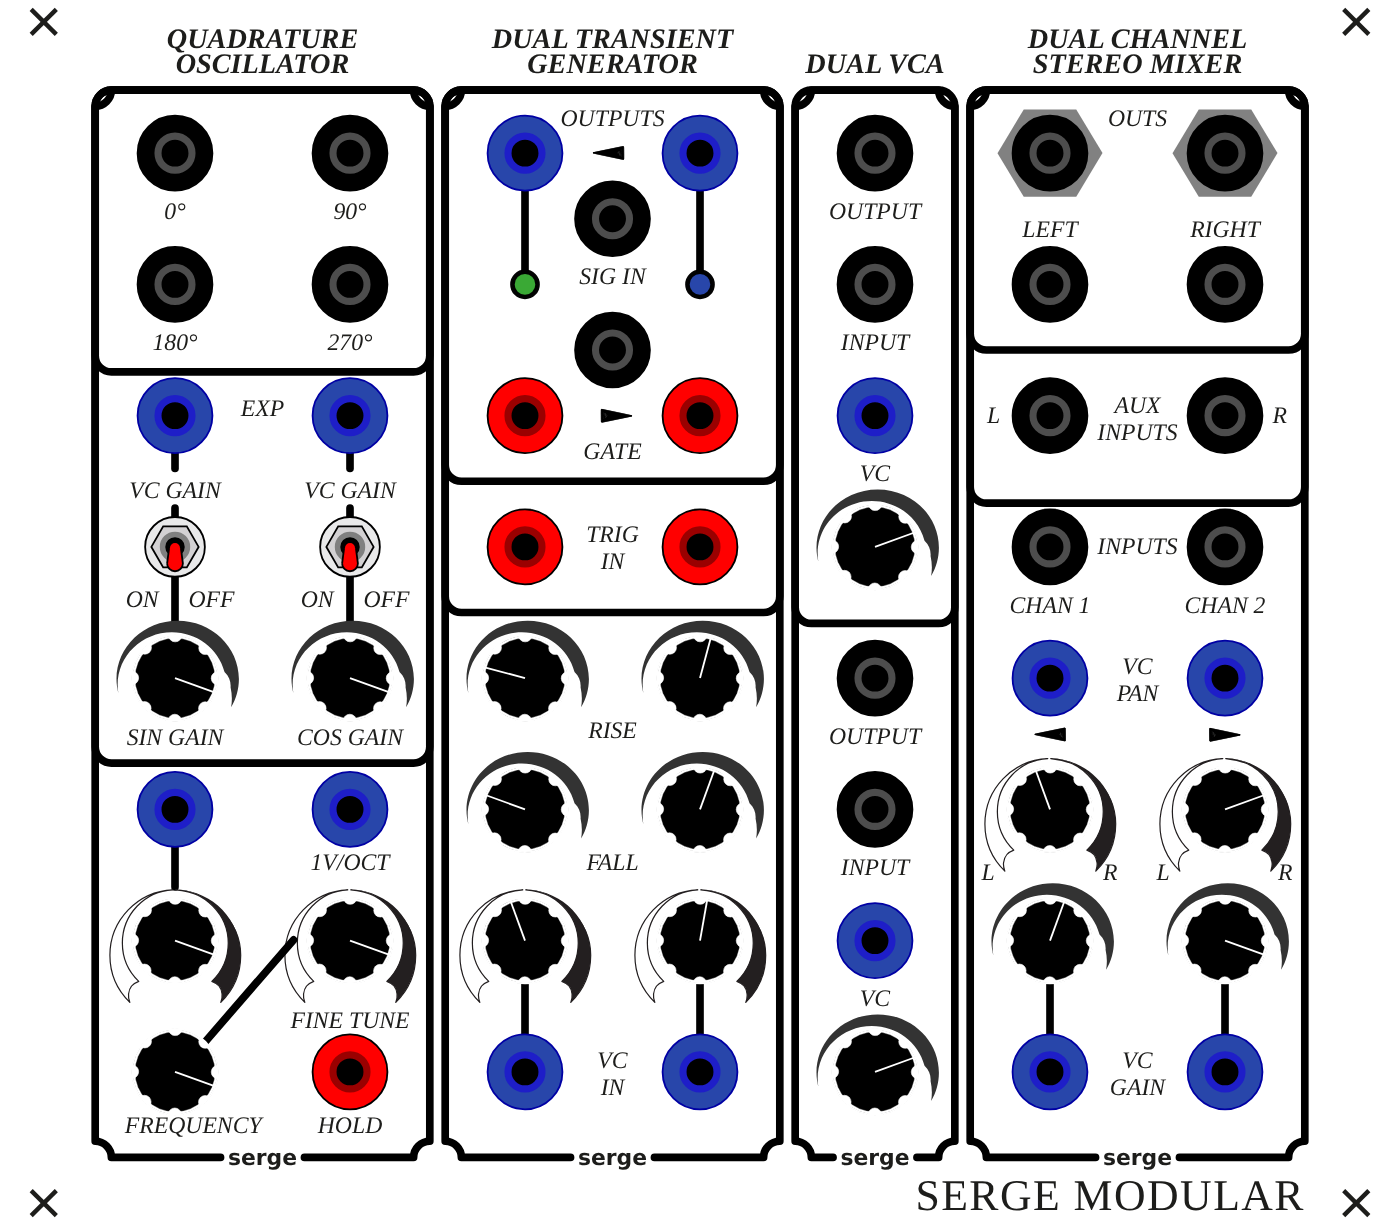 QUADRATURE
OSCILLATOR
0°
90°
180°
270°
EXP
VC GAIN
VC GAIN
ON OFF
ON OFF
SIN GAIN
COS GAIN
1V/OCT
FINE TUNE
FREQUENCY
HOLD
serge
DUAL TRANSIENT
GENERATOR
OUTPUTS
SIG IN
GATE
TRIG
IN
RISE
FALL
VC
IN
serge
DUAL VCA
OUTPUT
INPUT
VC
OUTPUT
INPUT
VC
serge
DUAL CHANNEL
STEREO MIXER
OUTS
LEFT
RIGHT
L
AUX
INPUTS
R
INPUTS
CHAN 1
CHAN 2
VC
PAN
L
R
L
R
VC
GAIN
serge
SERGE MODULAR